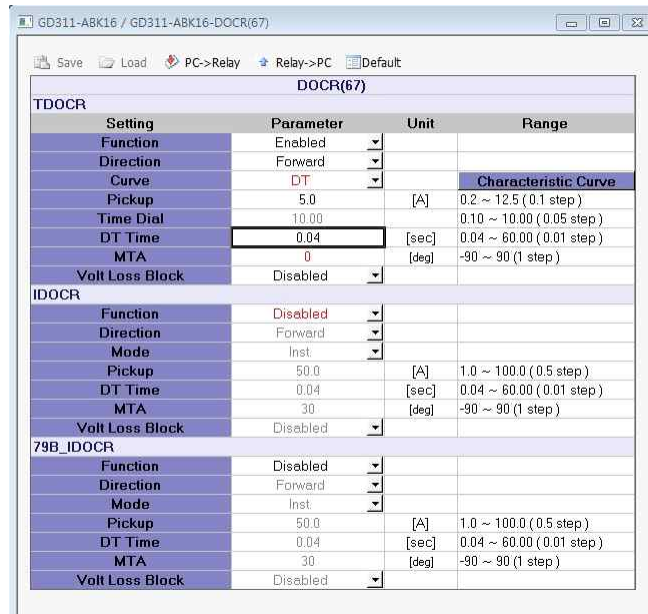 GD311-ABK16 / GD311-ABK16-DOCR(67)
Save Load PC->Relay Relay->PC Default
DOCR(67)
TDOCR
Setting Parameter Unit Range
Function Enabled
Direction Forward
Curve DT Characteristic Curve
Pickup 5.0 [A] 0.2 ~ 12.5 ( 0.1 step )
Time Dial 10.00 0.10 ~ 10.00 ( 0.05 step )
DT Time 0.04 [sec] 0.04 ~ 60.00 ( 0.01 step )
MTA 0 [deg] -90 ~ 90 (1 step )
Volt Loss Block Disabled
IDOCR
Function Disabled
Direction Forward
Mode Inst.
Pickup 50.0 [A] 1.0 ~ 100.0 ( 0.5 step )
DT Time 0.04 [sec] 0.04 ~ 60.00 ( 0.01 step )
MTA 30 [deg] -90 ~ 90 (1 step )
Volt Loss Block Disabled
79B_IDOCR
Function Disabled
Direction Forward
Mode Inst.
Pickup 50.0 [A] 1.0 ~ 100.0 ( 0.5 step )
DT Time 0.04 [sec] 0.04 ~ 60.00 ( 0.01 step )
MTA 30 [deg] -90 ~ 90 (1 step )
Volt Loss Block Disabled